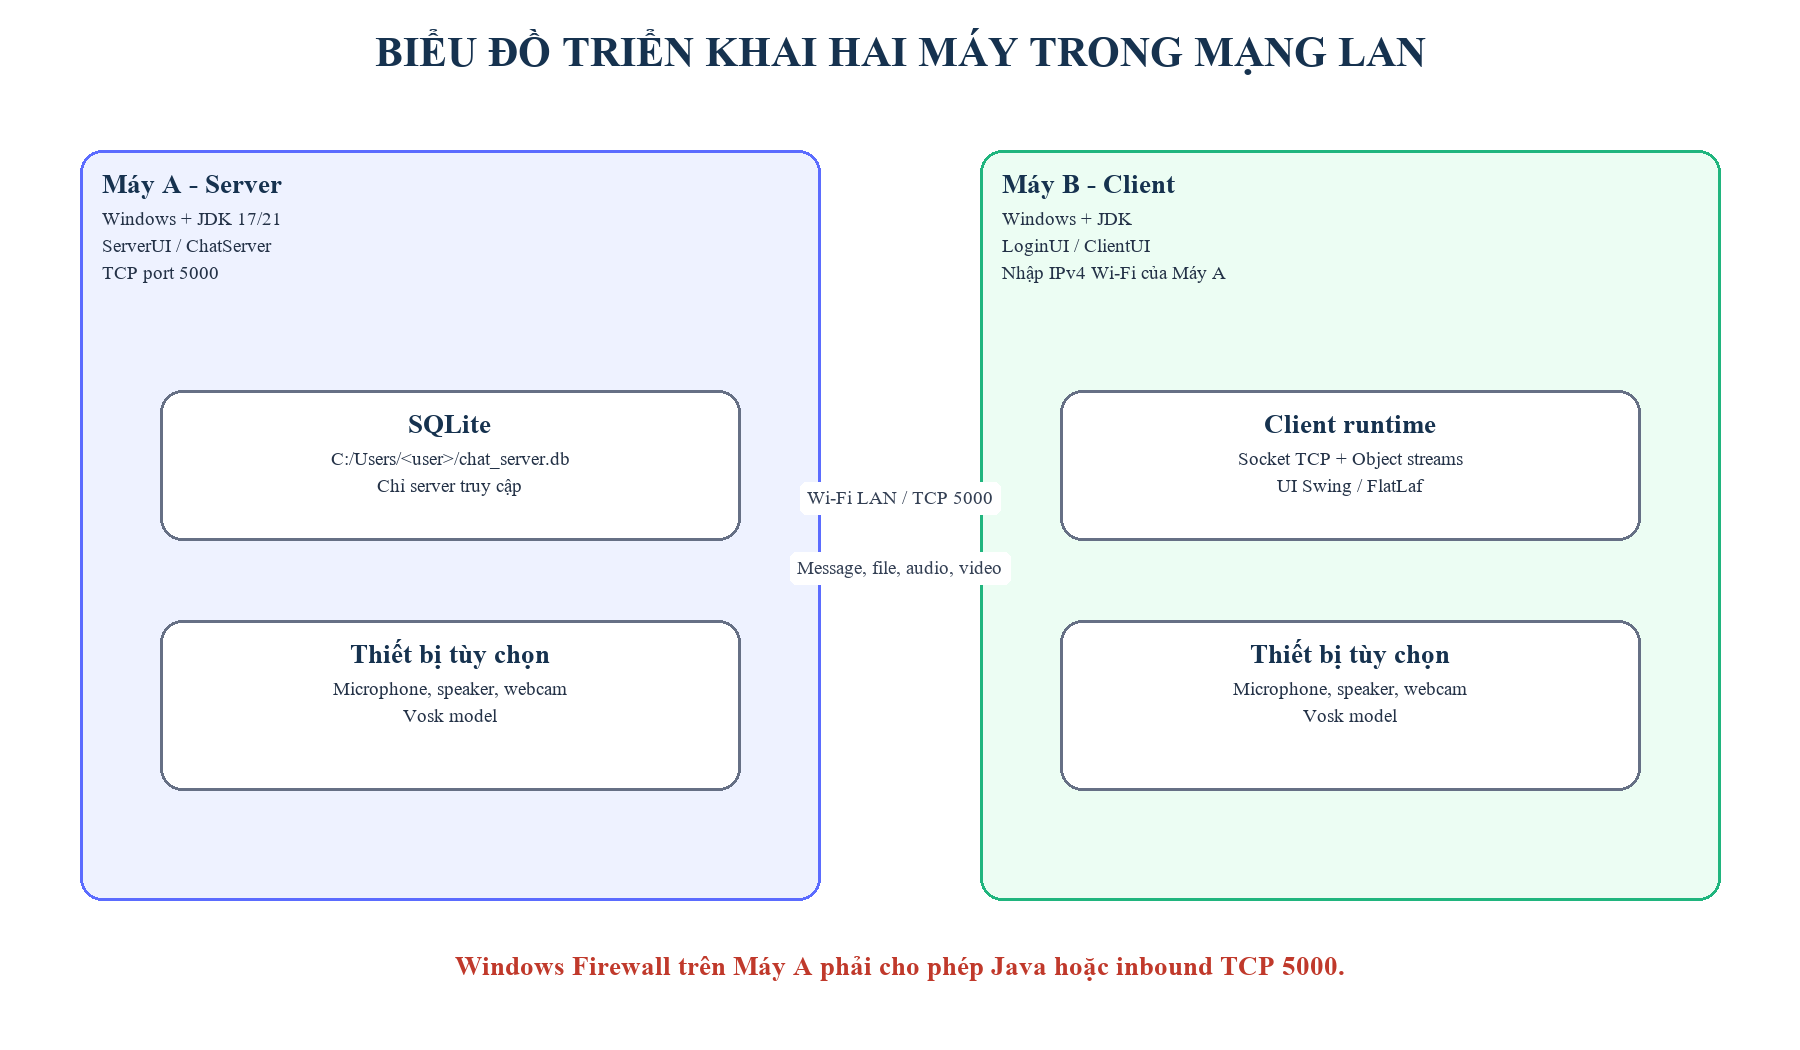 BIỂU ĐỒ TRIỂN KHAI HAI MÁY TRONG MẠNG LAN
Máy A - Server
Windows + JDK 17/21
ServerUI / ChatServer
TCP port 5000
SQLite
C:/Users/<user>/chat_server.db
Chỉ server truy cập
Thiết bị tùy chọn
Microphone, speaker, webcam
Vosk model
Wi-Fi LAN / TCP 5000
Message, file, audio, video
Máy B - Client
Windows + JDK
LoginUI / ClientUI
Nhập IPv4 Wi-Fi của Máy A
Client runtime
Socket TCP + Object streams
UI Swing / FlatLaf
Thiết bị tùy chọn
Microphone, speaker, webcam
Vosk model
Windows Firewall trên Máy A phải cho phép Java hoặc inbound TCP 5000.